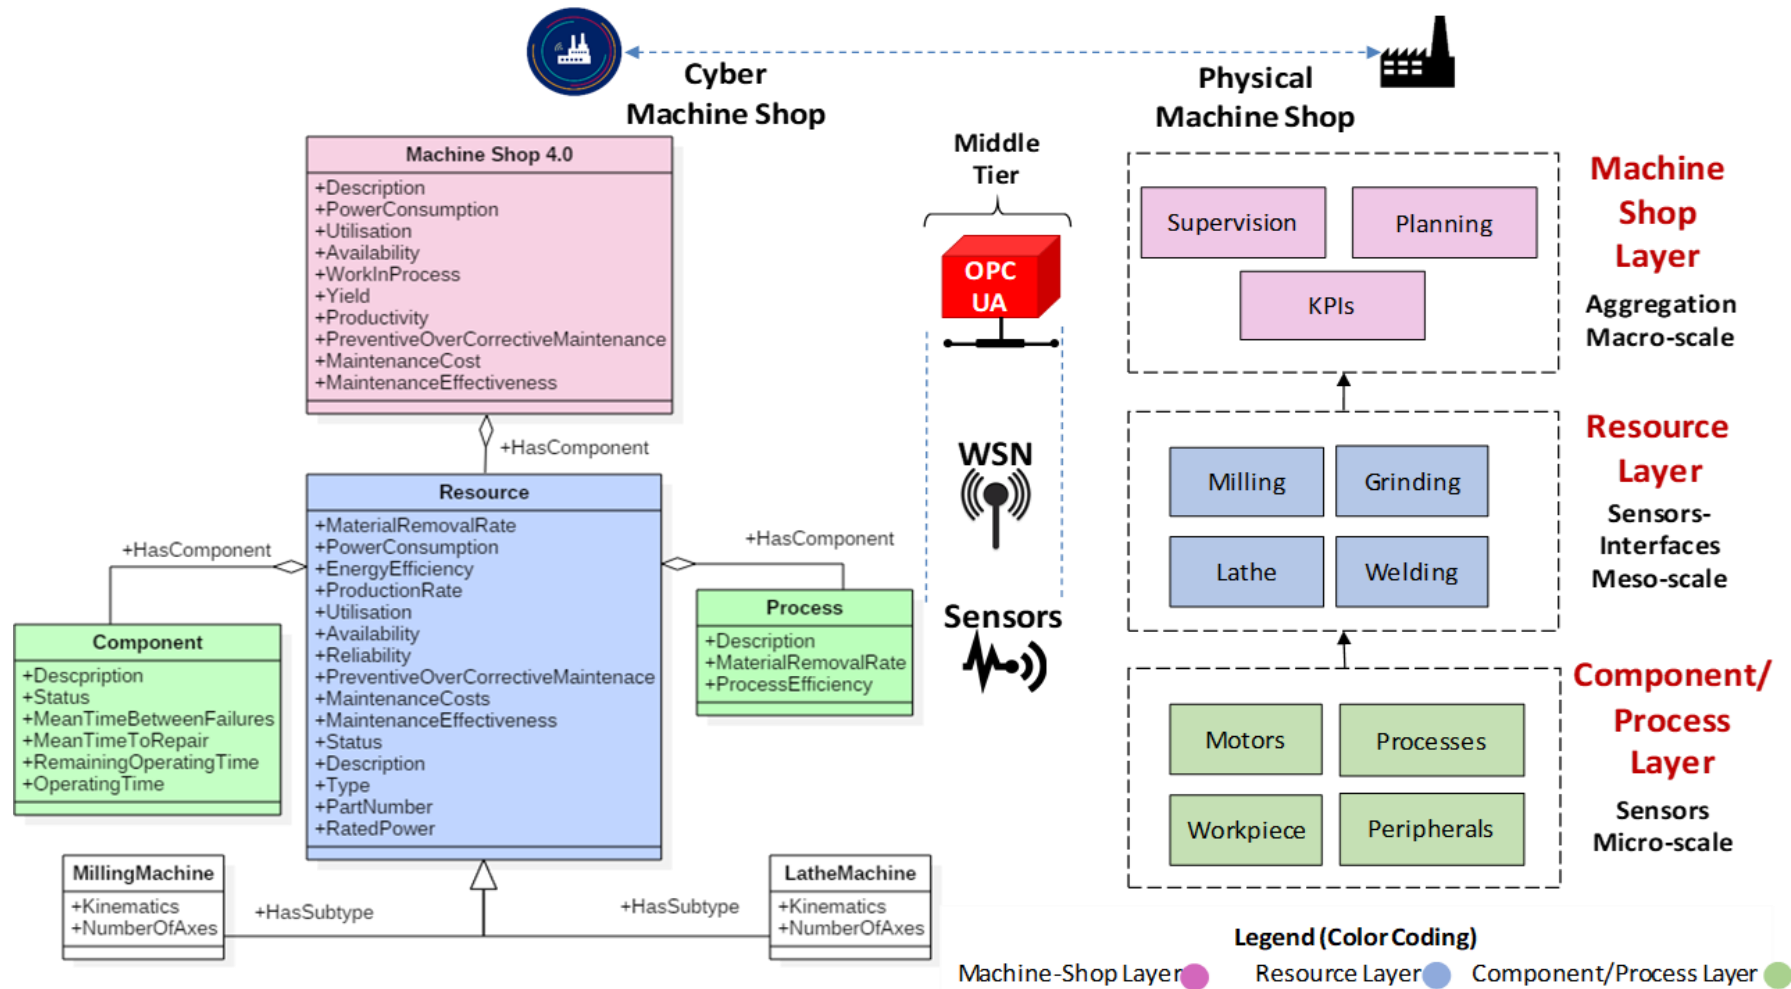 Cyber
Machine Shop
Physical
Machine Shop
Machine Shop 4.0
+Description
+PowerConsumption
+Utilisation
+Availability
+WorkInProcess
+Yield
+Productivity
+PreventiveOverCorrectiveMaintenance
+MaintenanceCost
+MaintenanceEffectiveness
+HasComponent
Resource
+MaterialRemovalRate
+PowerConsumption
+EnergyEfficiency
+ProductionRate
+Utilisation
+Availability
+Reliability
+PreventiveOverCorrectiveMaintenace
+MaintenanceCosts
+MaintenanceEffectiveness
+Status
+Description
+Type
+PartNumber
+RatedPower
+HasComponent
Component
+Descpription
+Status
+MeanTimeBetweenFailures
+MeanTimeToRepair
+RemainingOperatingTime
+OperatingTime
+HasComponent
Process
+Description
+MaterialRemovalRate
+ProcessEfficiency
MillingMachine
+Kinematics
+NumberOfAxes
+HasSubtype
+HasSubtype
LatheMachine
+Kinematics
+NumberOfAxes
Middle
Tier
OPC
UA
WSN
Sensors
Supervision
Planning
KPIs
Machine
Shop
Layer
Aggregation
Macro-scale
Milling
Grinding
Lathe
Welding
Resource
Layer
Sensors-
Interfaces
Meso-scale
Motors
Processes
Workpiece
Peripherals
Component/
Process
Layer
Sensors
Micro-scale
Legend (Color Coding)
Machine-Shop Layer
Resource Layer
Component/Process Layer